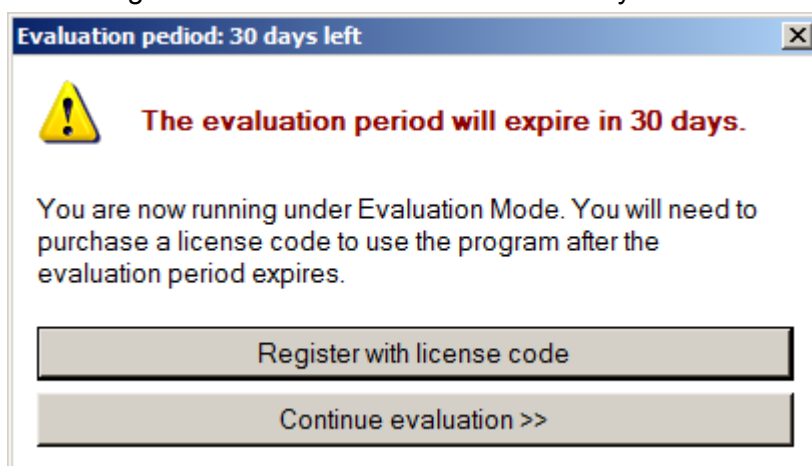 Evaluation pediod: 30 days left
The evaluation period will expire in 30 days.
You are now running under Evaluation Mode. You will need to
purchase a license code to use the program after the
evaluation period expires.
Register with license code
Continue evaluation >>